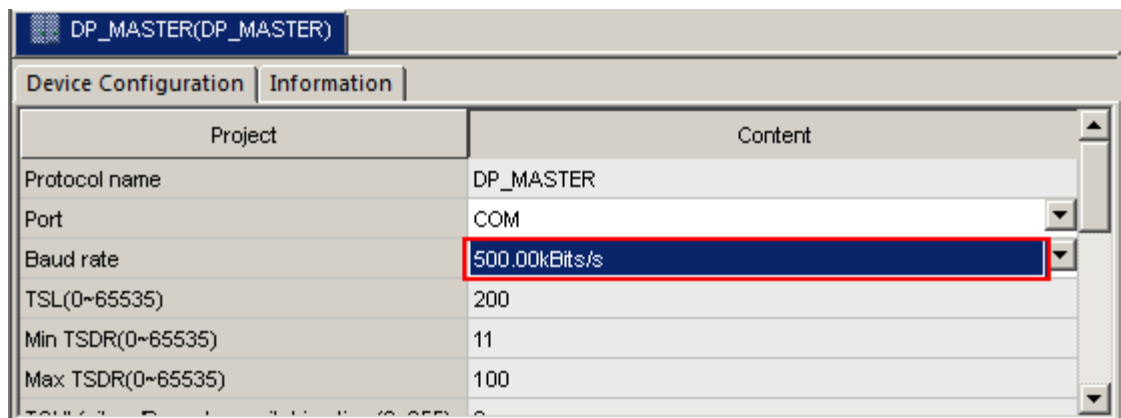 DP_MASTER(DP_MASTER)
Device Configuration Information
Project Content
Protocol name DP_MASTER
Port COM
Baud rate 500.00kBits/s
TSL(0~65535) 200
Min TSDR(0~65535) 11
Max TSDR(0~65535) 100